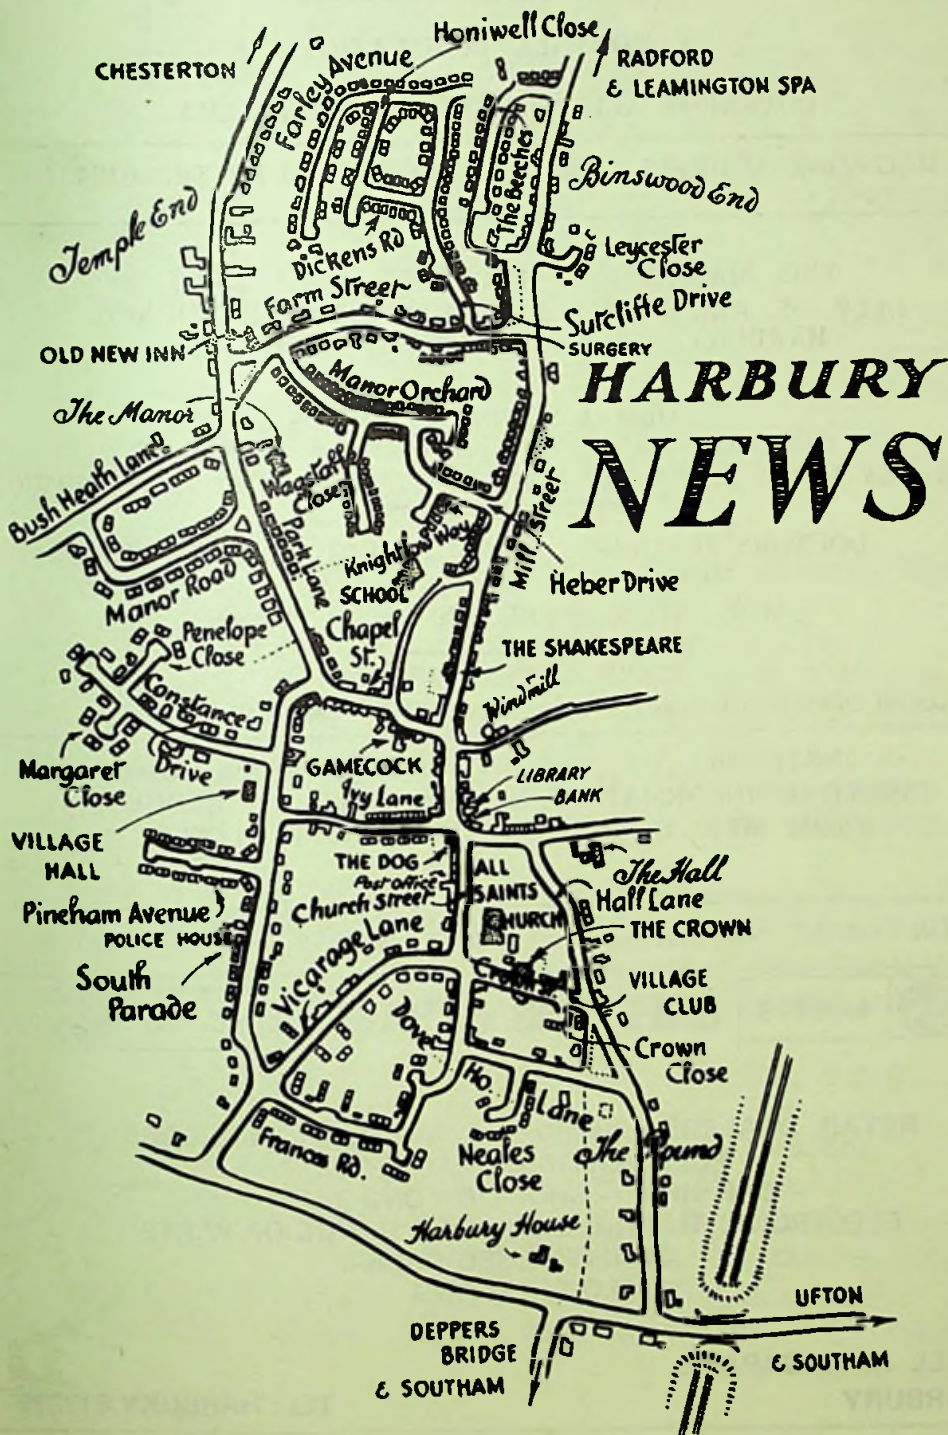 Honiwell Close
CHESTERTON
Farley Avenue
RADFORD
& LEAMINGTON SPA
The Beeches
Binswood End
Temple End
Dickens Rd
Leycester
Close
Farm Street
Sutcliffe Drive
SURGERY
OLD NEW INN
HARBURY
NEWS
Manor Orchard
The Manor
Wagstaff
Close
Bush Heath Lane
Park Lane
Mill Street
Knight
Way
SCHOOL
Heber Drive
Manor Road
Chapel
St.
Penelope
Close
THE SHAKESPEARE
Constance
Drive
Windmill
Margaret
Close
GAMECOCK
Ivy Lane
LIBRARY
BANK
VILLAGE
HALL
THE DOG
Post Office
Church Street
ALL
SAINTS
CHURCH
The Hall
Hall Lane
Pineham Avenue
POLICE HOUSE
THE CROWN
Vicarage Lane
South
Parade
VILLAGE
CLUB
Crown
Close
Dovehouse
Ho.
Lane
Frances Rd.
Neales
Close
The Pound
Harbury House
UFTON
& SOUTHAM
DEPPERS
BRIDGE
& SOUTHAM